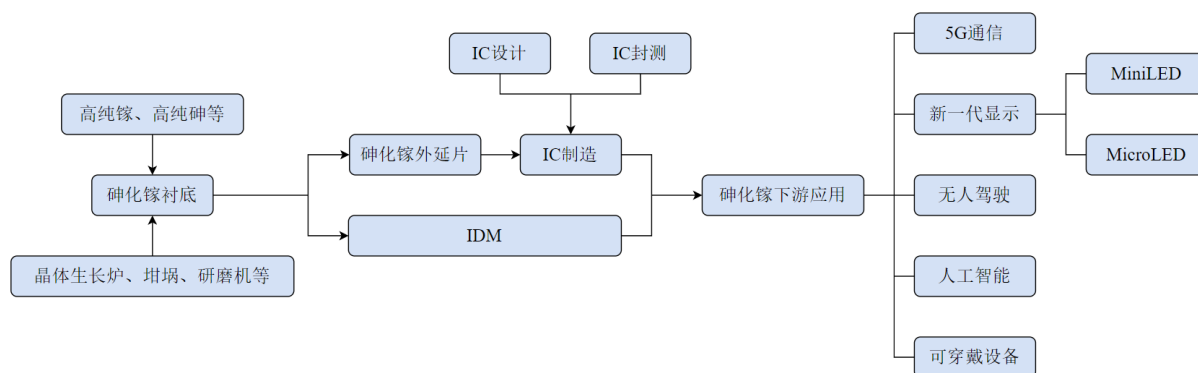 高纯镓、高纯砷等
砷化镓衬底
晶体生长炉、坩埚、研磨机等
IC设计
IC封测
砷化镓外延片
IC制造
IDM
砷化镓下游应用
5G通信
新一代显示
MiniLED
MicroLED
无人驾驶
人工智能
可穿戴设备